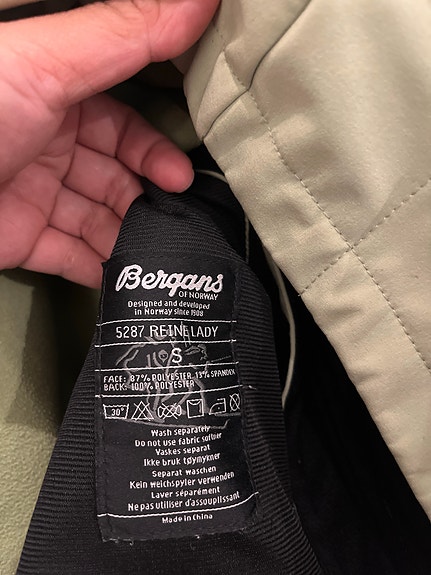 Bergans
OF NORWAY
Designed and developed
in Norway since 1908
5287 REINE LADY
S
FACE: 87% POLYESTER 13% SPANDEX
BACK: 100% POLYESTER
30°
Wash separately
Do not use fabric softner
Vaskes separat
Ikke bruk tøymykner
Separat waschen
Kein weichspyler verwenden
Laver séparément
Ne pas utiliser d'assouplissant
Made in China